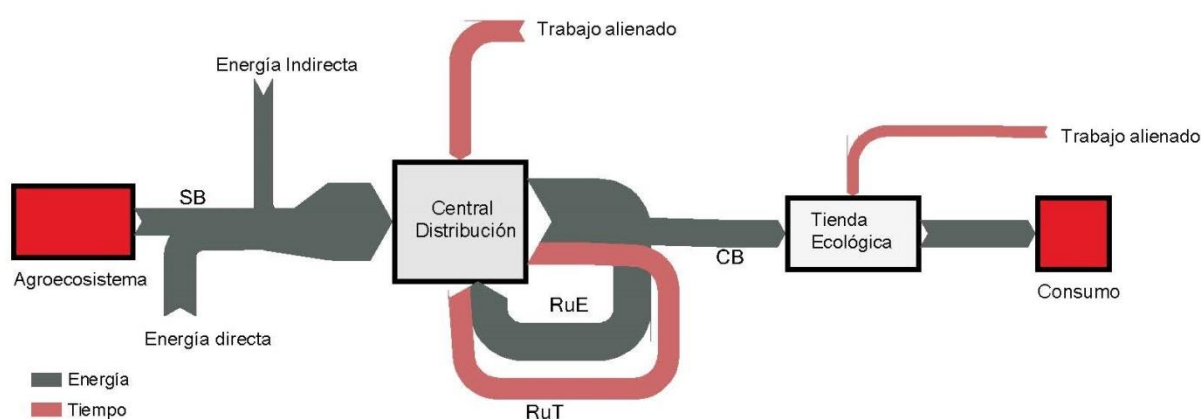 Trabajo alienado
Energía Indirecta
Trabajo alienado
SB
Central
Distribución
Tienda
Ecológica
CB
Agroecosistema
RuE
Consumo
Energía directa
Energía
Tiempo
RuT